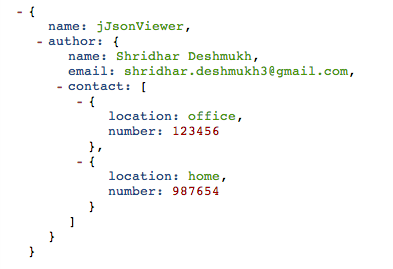 - {
name: jJsonViewer,
- author: {
name: Shridhar Deshmukh,
email: shridhar.deshmukh3@gmail.com,
- contact: [
- {
location: office,
number: 123456
},
- {
location: home,
number: 987654
}
]
}
}